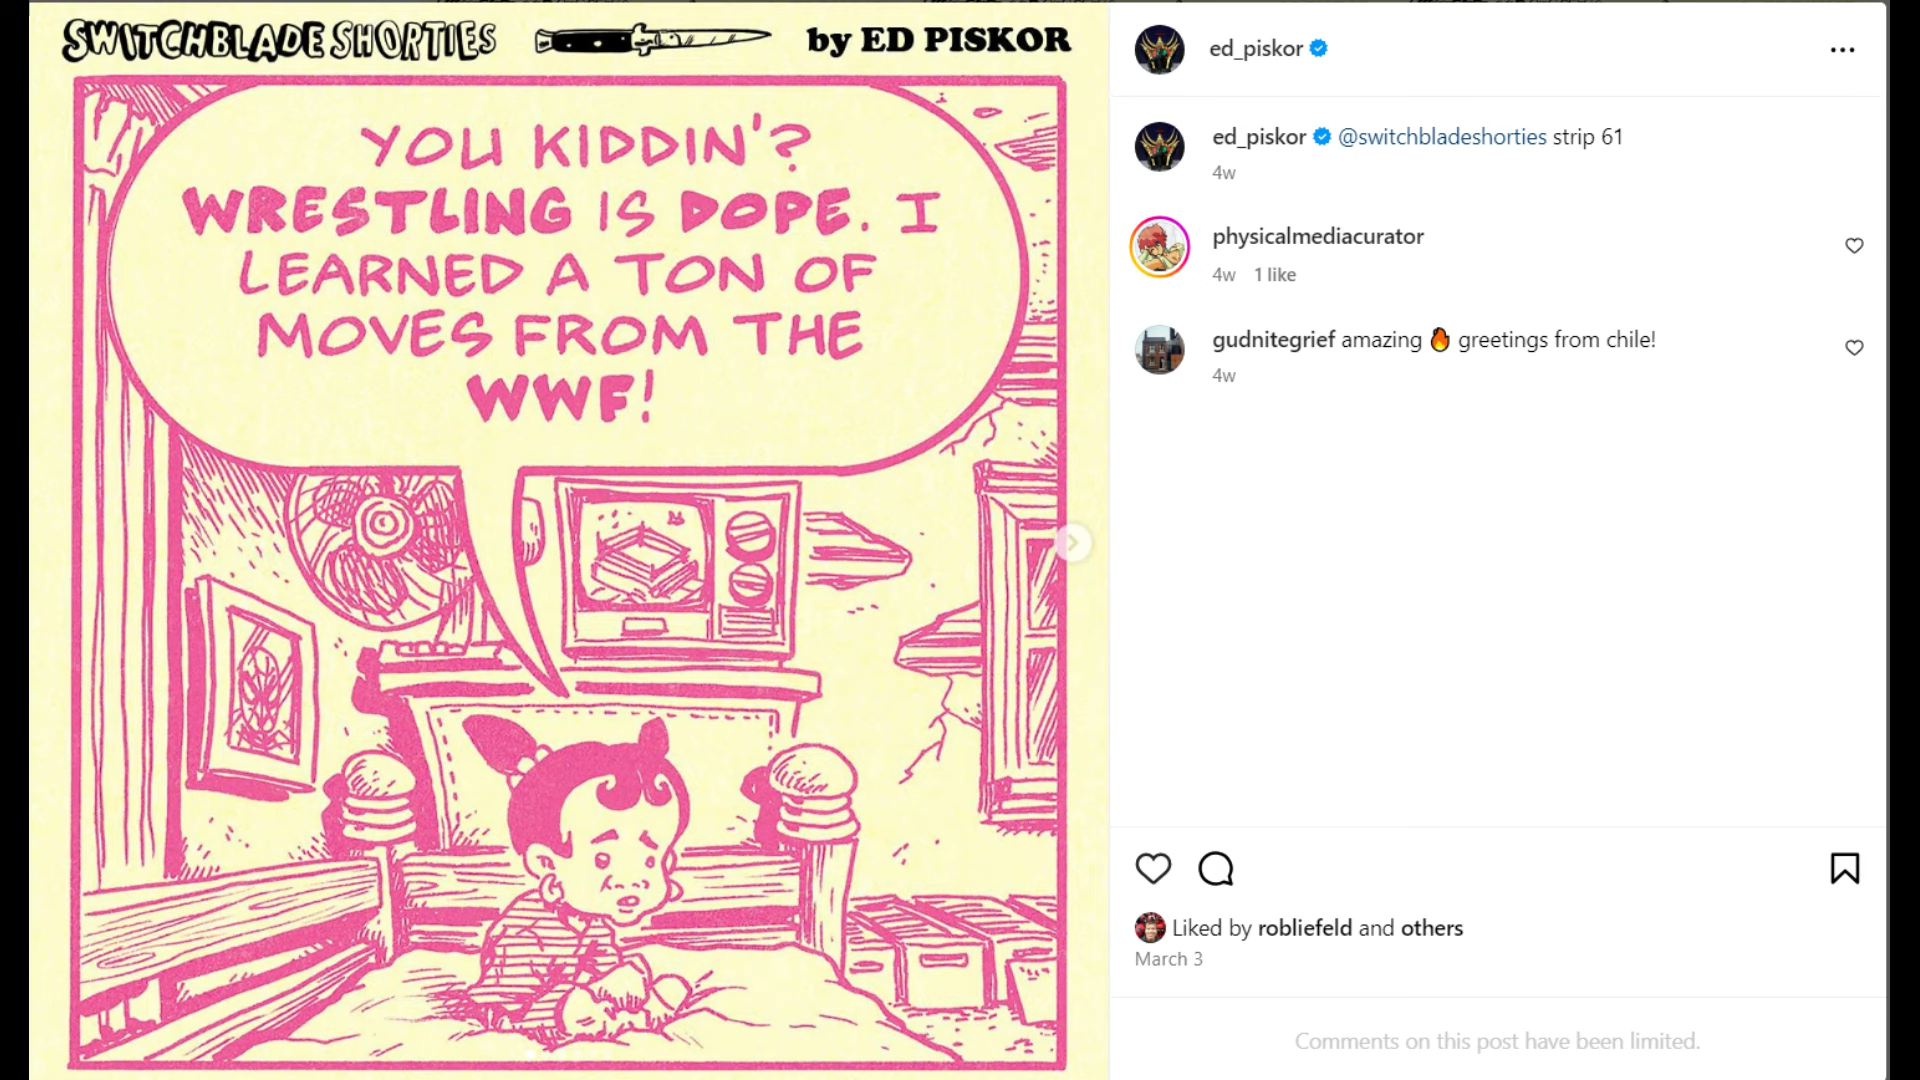 SWITCHBLADE SHORTIES by ED PISKOR
YOU KIDDIN'?
WRESTLING IS DOPE. I
LEARNED A TON OF
MOVES FROM THE
WWF!
ed_piskor
ed_piskor @switchbladeshorties strip 61
4w
physicalmediacurator
4w 1 like
gudnitegrief amazing 🔥 greetings from chile!
4w
Liked by robliefeld and others
March 3
Comments on this post have been limited.